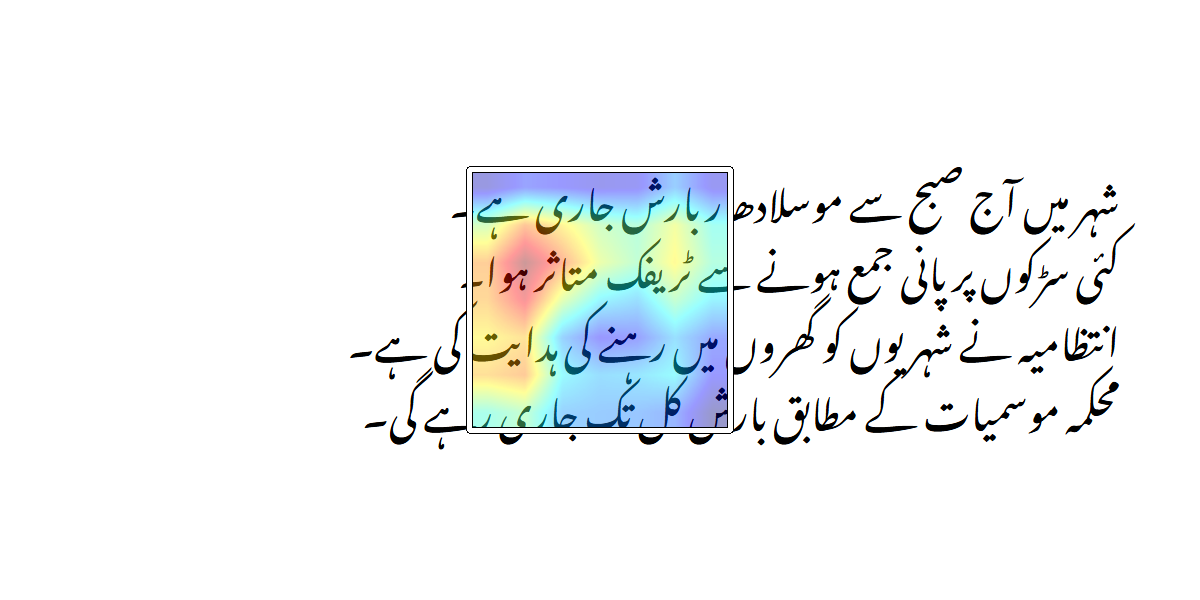 شہر میں آج صبح سے موسلادھار بارش جاری ہے۔
کئی سڑکوں پر پانی جمع ہونے سے ٹریفک متاثر ہوا۔
انتظامیہ نے شہریوں کو گھروں میں رہنے کی ہدایت کی ہے۔
محکمہ موسمیات کے مطابق بارش کل تک جاری رہے گی۔